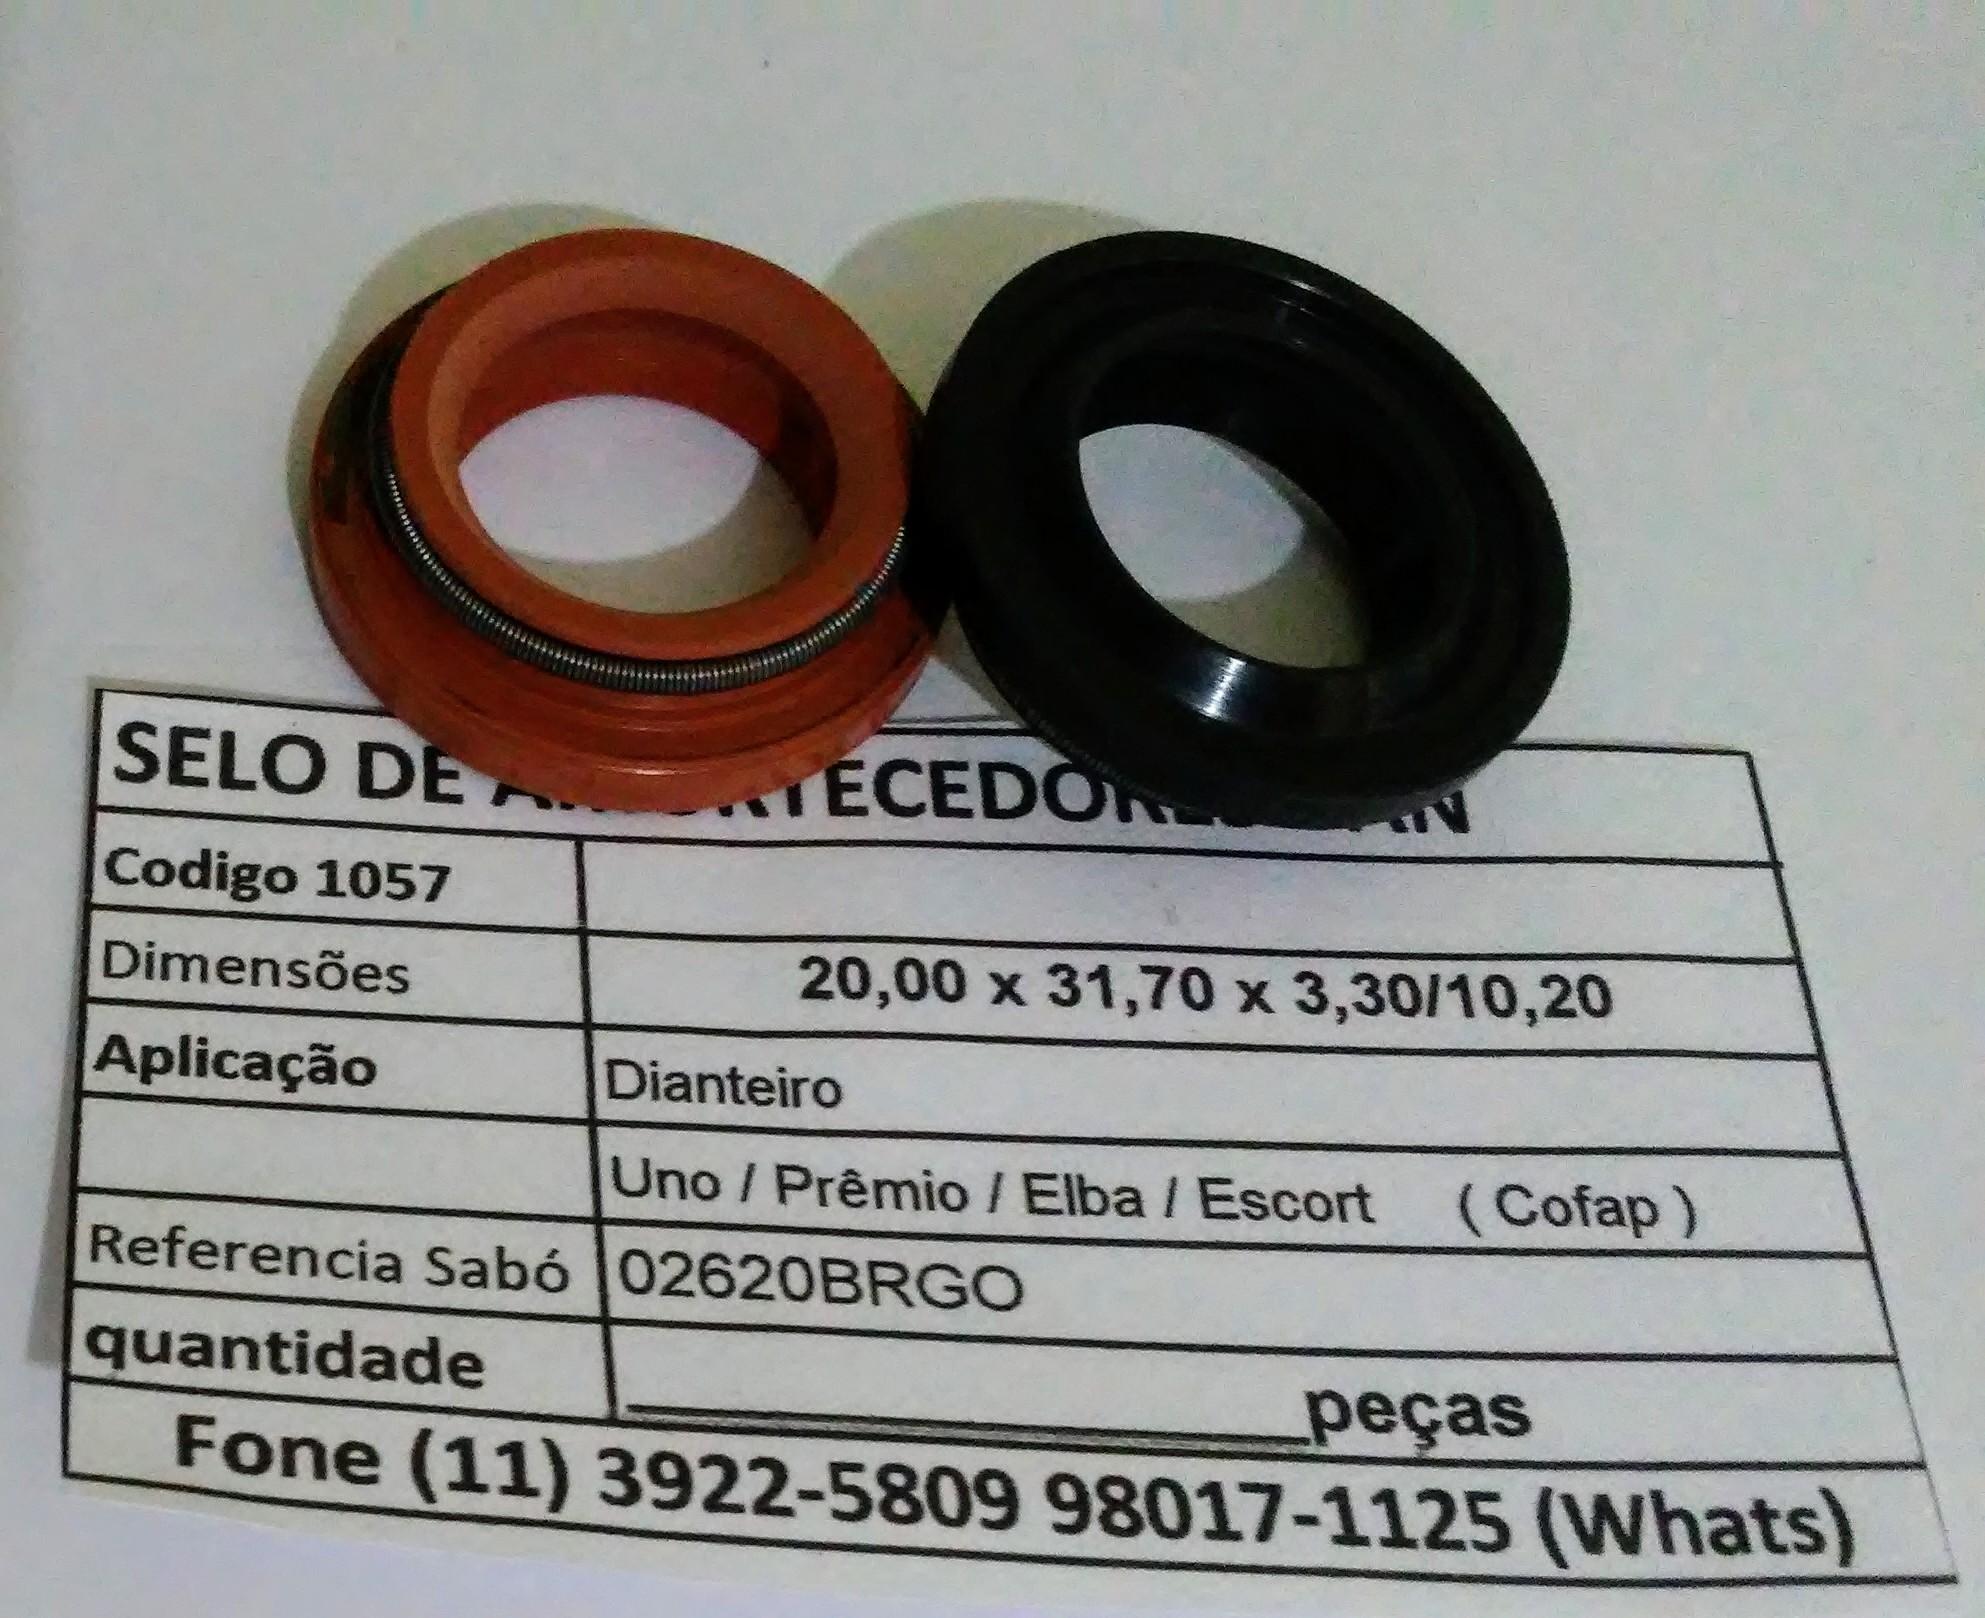 SELO DE
Codigo 1057
Dimensões 20,00 x 31,70 x 3,30/10,20
Aplicação Dianteiro
Uno / Prêmio / Elba / Escort ( Cofap )
Referencia Sabó 02620BRGO
quantidade peças
Fone (11) 3922-5809 98017-1125 (Whats)